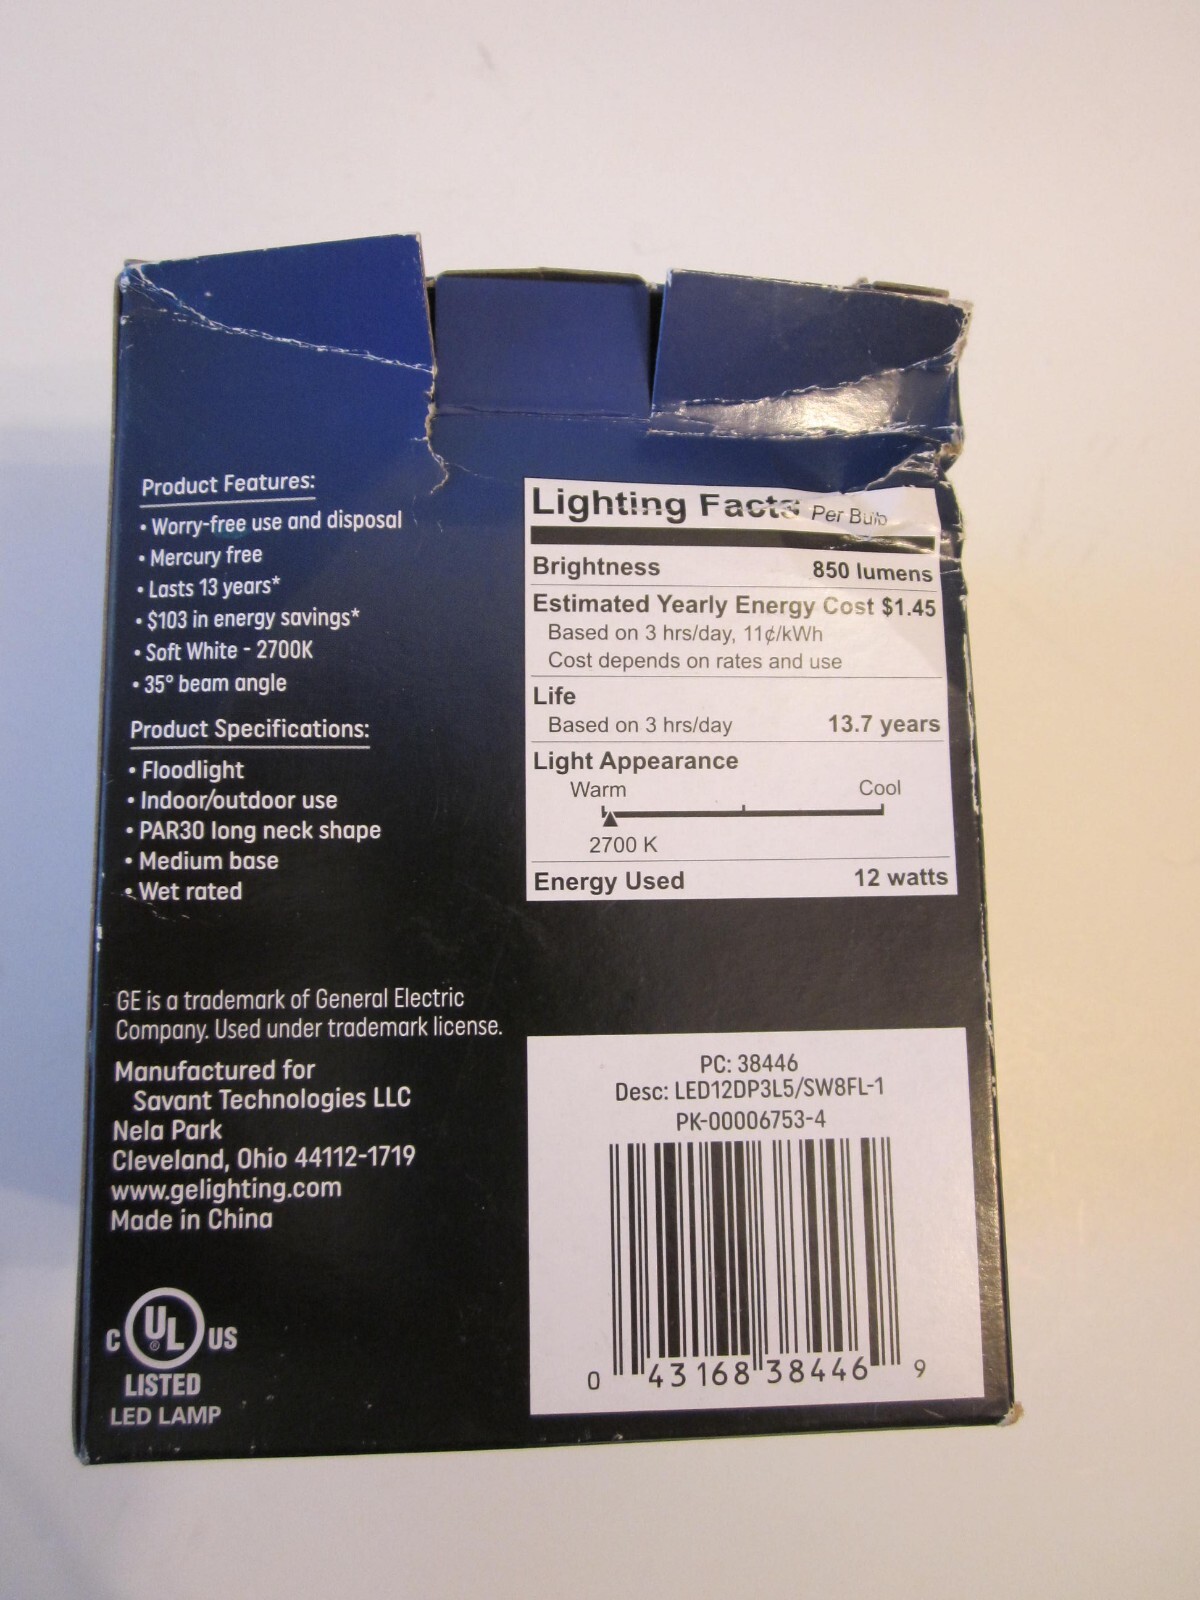 Product Features:
• Worry-free use and disposal
• Mercury free
• Lasts 13 years*
• $103 in energy savings*
• Soft White - 2700K
• 35° beam angle
Product Specifications:
• Floodlight
• Indoor/outdoor use
• PAR30 long neck shape
• Medium base
• Wet rated
GE is a trademark of General Electric
Company. Used under trademark license.
Manufactured for
Savant Technologies LLC
Nela Park
Cleveland, Ohio 44112-1719
www.gelighting.com
Made in China
C UL® US
LISTED
LED LAMP
Lighting Facts Per Bulb
Brightness 850 lumens
Estimated Yearly Energy Cost $1.45
Based on 3 hrs/day, 11¢/kWh
Cost depends on rates and use
Life
Based on 3 hrs/day 13.7 years
Light Appearance
Warm Cool
2700 K
Energy Used 12 watts
PC: 38446
Desc: LED12DP3L5/SW8FL-1
PK-00006753-4
0 43168 38446 9